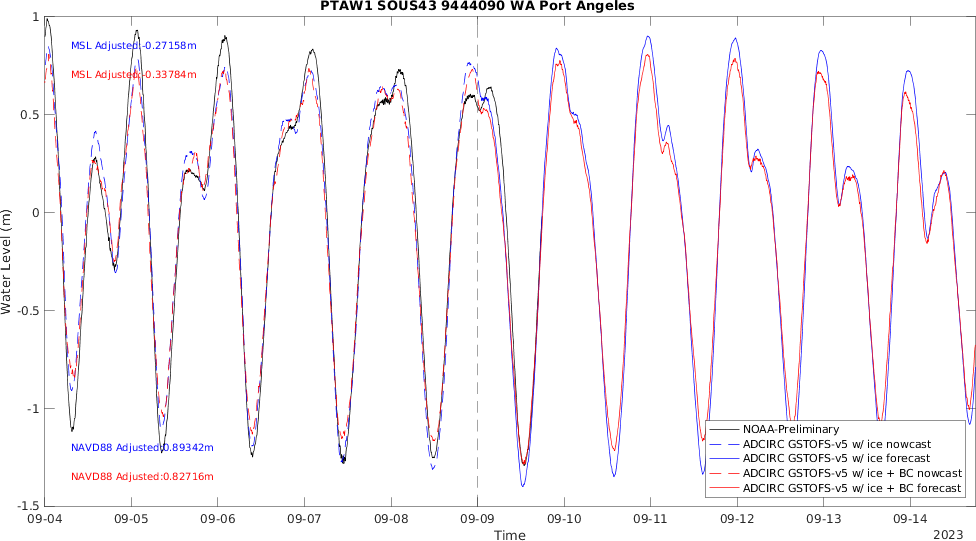 PTAW1 SOUS43 9444090 WA Port Angeles
MSL Adjusted:-0.27158m
MSL Adjusted:-0.33784m
NAVD88 Adjusted:0.89342m
NAVD88 Adjusted:0.82716m
Water Level (m)
1
0.5
0
-0.5
-1
-1.5
NOAA-Preliminary
ADCIRC GSTOFS-v5 w/ ice nowcast
ADCIRC GSTOFS-v5 w/ ice forecast
ADCIRC GSTOFS-v5 w/ ice + BC nowcast
ADCIRC GSTOFS-v5 w/ ice + BC forecast
09-04 09-05 09-06 09-07 09-08 09-09 09-10 09-11 09-12 09-13 09-14
Time
2023